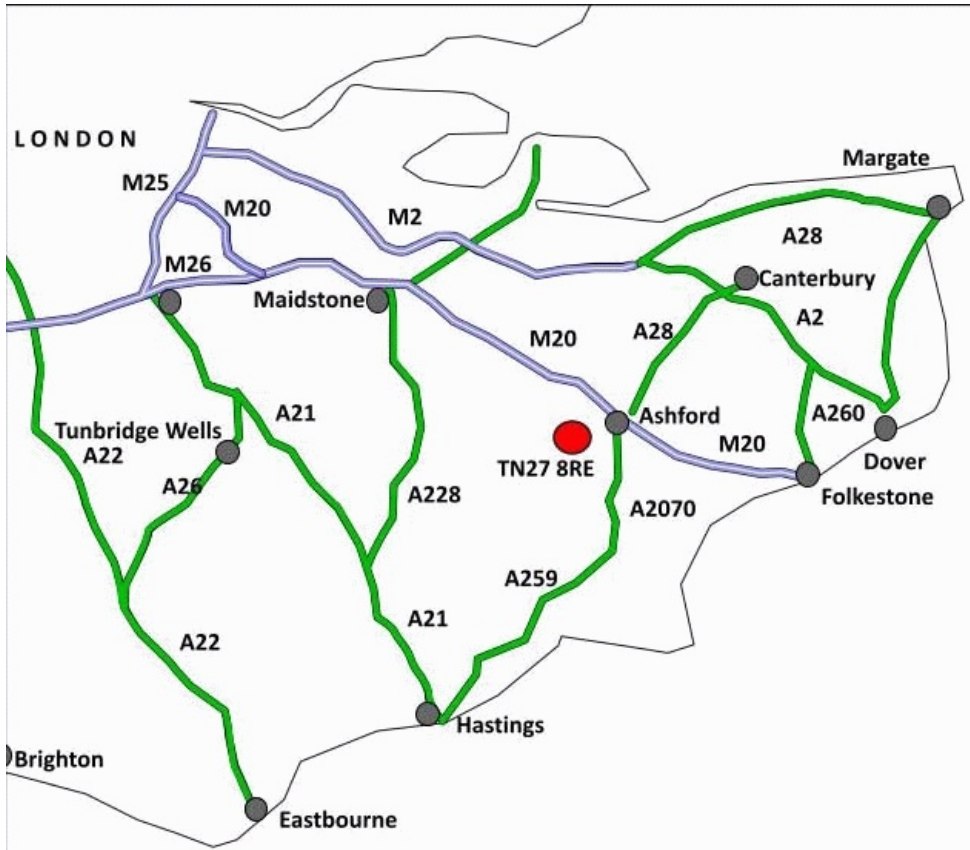 LONDON
Margate
M25
M20
M2
A28
M26
Maidstone
Canterbury
A2
A28
M20
Ashford
A21
Tunbridge Wells
A22
A260
M20
Dover
TN27 8RE
A26
A228
Folkestone
A2070
A259
A21
A22
Hastings
Brighton
Eastbourne